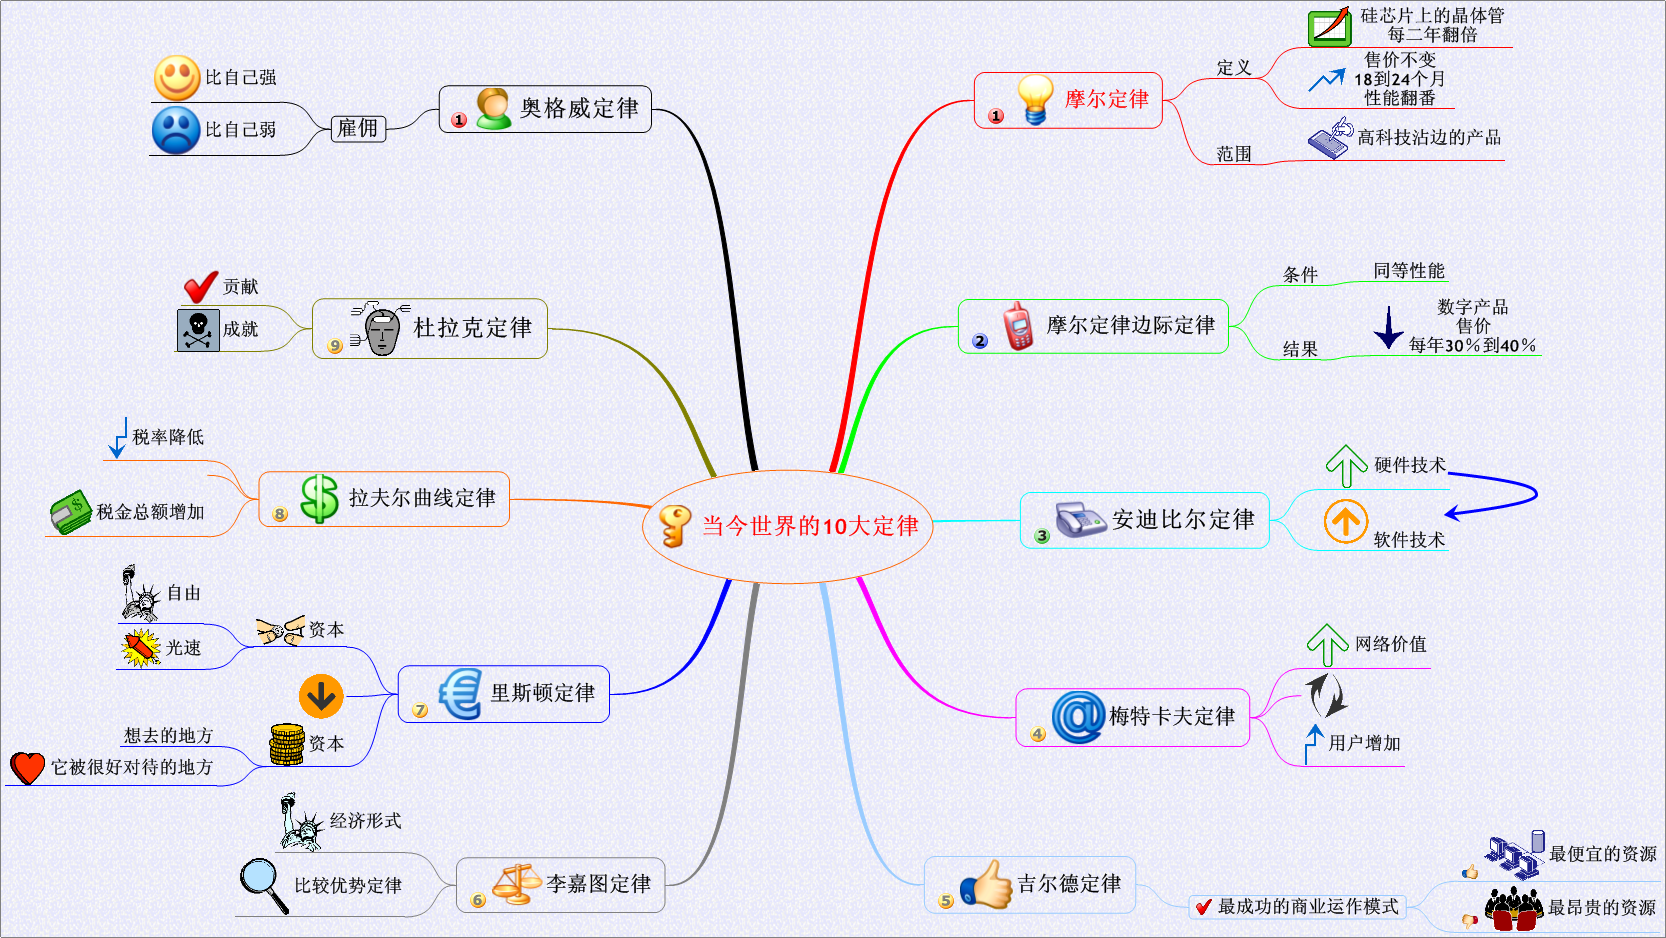 当今世界的10大定律
1
摩尔定律
定义
硅芯片上的晶体管
每二年翻倍
售价不变
18到24个月
性能翻番
范围
高科技沾边的产品
2
摩尔定律边际定律
条件
同等性能
结果
数字产品
售价
每年30%到40%
3
安迪比尔定律
硬件技术
软件技术
4
梅特卡夫定律
网络价值
用户增加
5
吉尔德定律
最成功的商业运作模式
最便宜的资源
最昂贵的资源
6
李嘉图定律
经济形式
比较优势定律
7
里斯顿定律
资本
自由
光速
资本
想去的地方
它被很好对待的地方
8
拉夫尔曲线定律
税率降低
税金总额增加
9
杜拉克定律
贡献
成就
1
奥格威定律
雇佣
比自己强
比自己弱